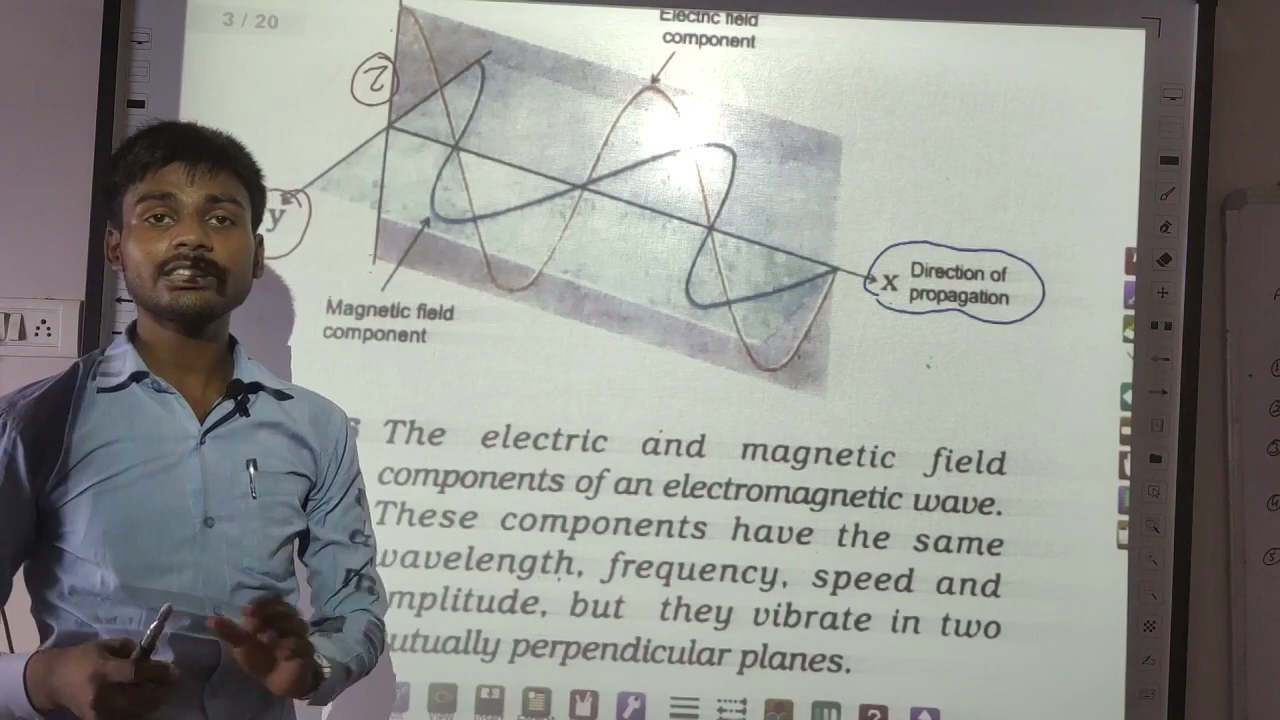 3 / 20
Electric field
component
Z
y
X
Direction of
propagation
Magnetic field
component
The electric and magnetic field
components of an electromagnetic wave.
These components have the same
wavelength, frequency, speed and
mplitude, but they vibrate in two
utually perpendicular planes.